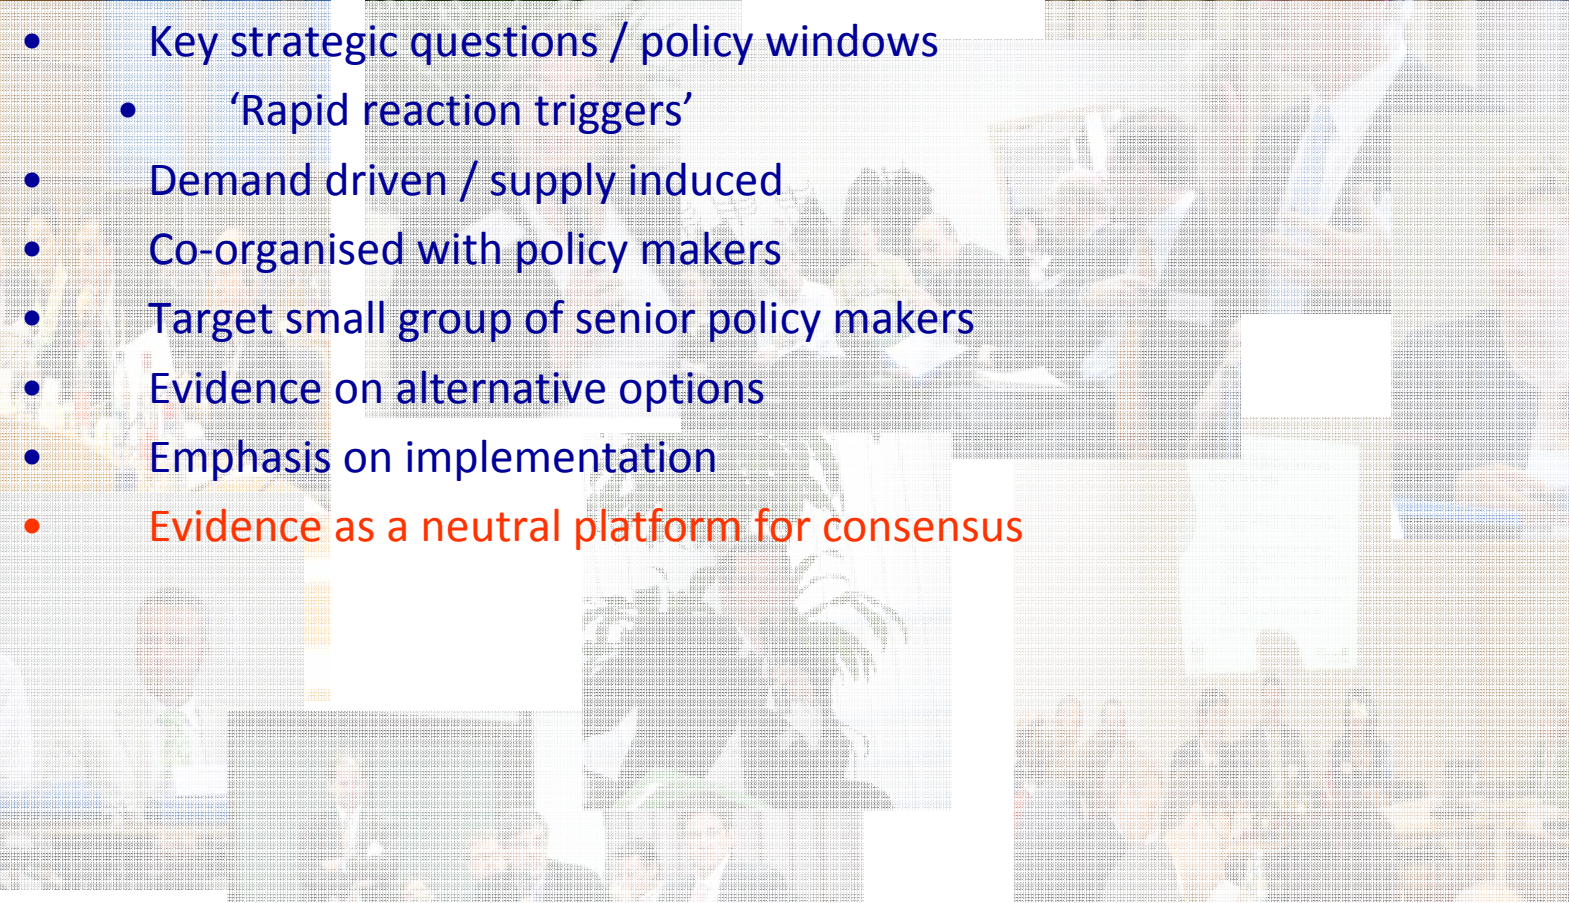 • Key strategic questions / policy windows
• ‘Rapid reaction triggers’
• Demand driven / supply induced
• Co-organised with policy makers
• Target small group of senior policy makers
• Evidence on alternative options
• Emphasis on implementation
• Evidence as a neutral platform for consensus